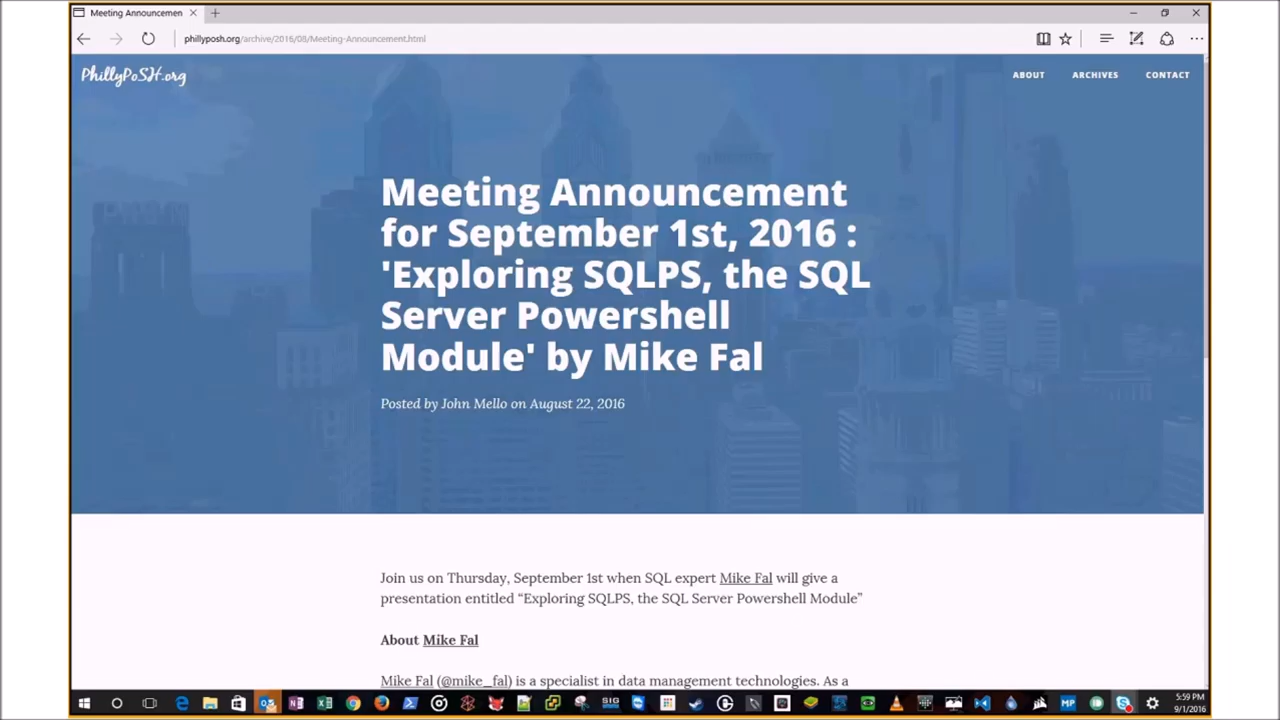 Meeting Announcemen
phillyposh.org/archive/2016/08/Meeting-Announcement.html
PhillyPoSH.org
ABOUT ARCHIVES CONTACT
Meeting Announcement
for September 1st, 2016 :
'Exploring SQLPS, the SQL
Server Powershell
Module' by Mike Fal
Posted by John Mello on August 22, 2016
Join us on Thursday, September 1st when SQL expert Mike Fal will give a
presentation entitled “Exploring SQLPS, the SQL Server Powershell Module”
About Mike Fal
Mike Fal (@mike_fal) is a specialist in data management technologies. As a
SIG
MP
5:59 PM
9/1/2016